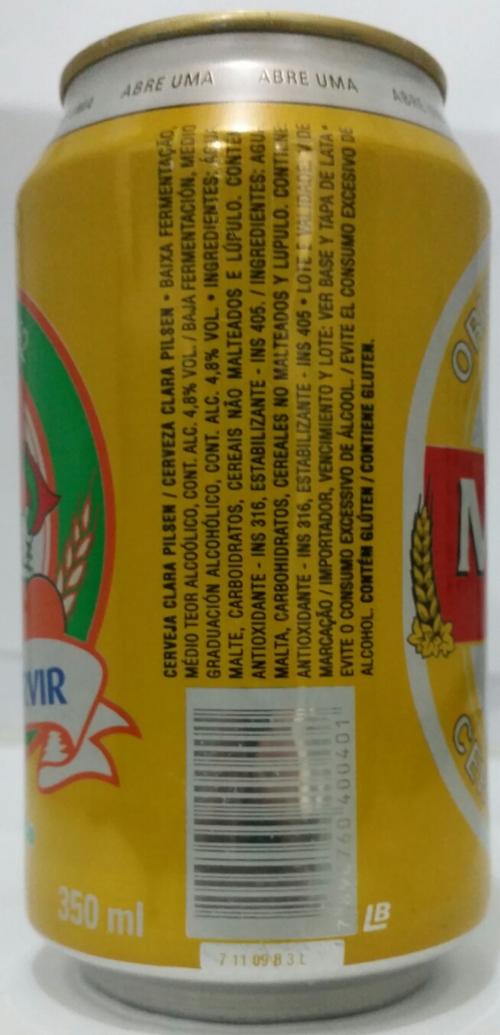 ABRE UMA ABRE UMA ABRE
CERVEJA CLARA PILSEN / CERVEZA CLARA PILSEN • BAIXA FERMENTAÇÃO,
MÉDIO TEOR ALCOÓLICO, CONT. ALC. 4,8% VOL. / BAJA FERMENTACIÓN, MEDIO
GRADUACIÓN ALCOHÓLICO, CONT. ALC. 4,8% VOL. • INGREDIENTES:
MALTE, CARBOIDRATOS, CEREAIS NÃO MALTEADOS E LÚPULO. CONTÉM
ANTIOXIDANTE - INS 316, ESTABILIZANTE - INS 405. / INGREDIENTES: AGUA
MALTA, CARBOHIDRATOS, CEREALES NO MALTEADOS Y LUPULO. CONTIENE
ANTIOXIDANTE - INS 316, ESTABILIZANTE - INS 405 • LOTE VALIDADE Y DE
MARCAÇÃO / IMPORTADOR, VENCIMIENTO Y LOTE: VER BASE Y TAPA DE LATA •
EVITE O CONSUMO EXCESSIVO DE ÁLCOOL. / EVITE EL CONSUMO EXCESIVO DE
ALCOHOL. CONTÉM GLÚTEN / CONTIENE GLUTEN.
VIR
350 ml
LB